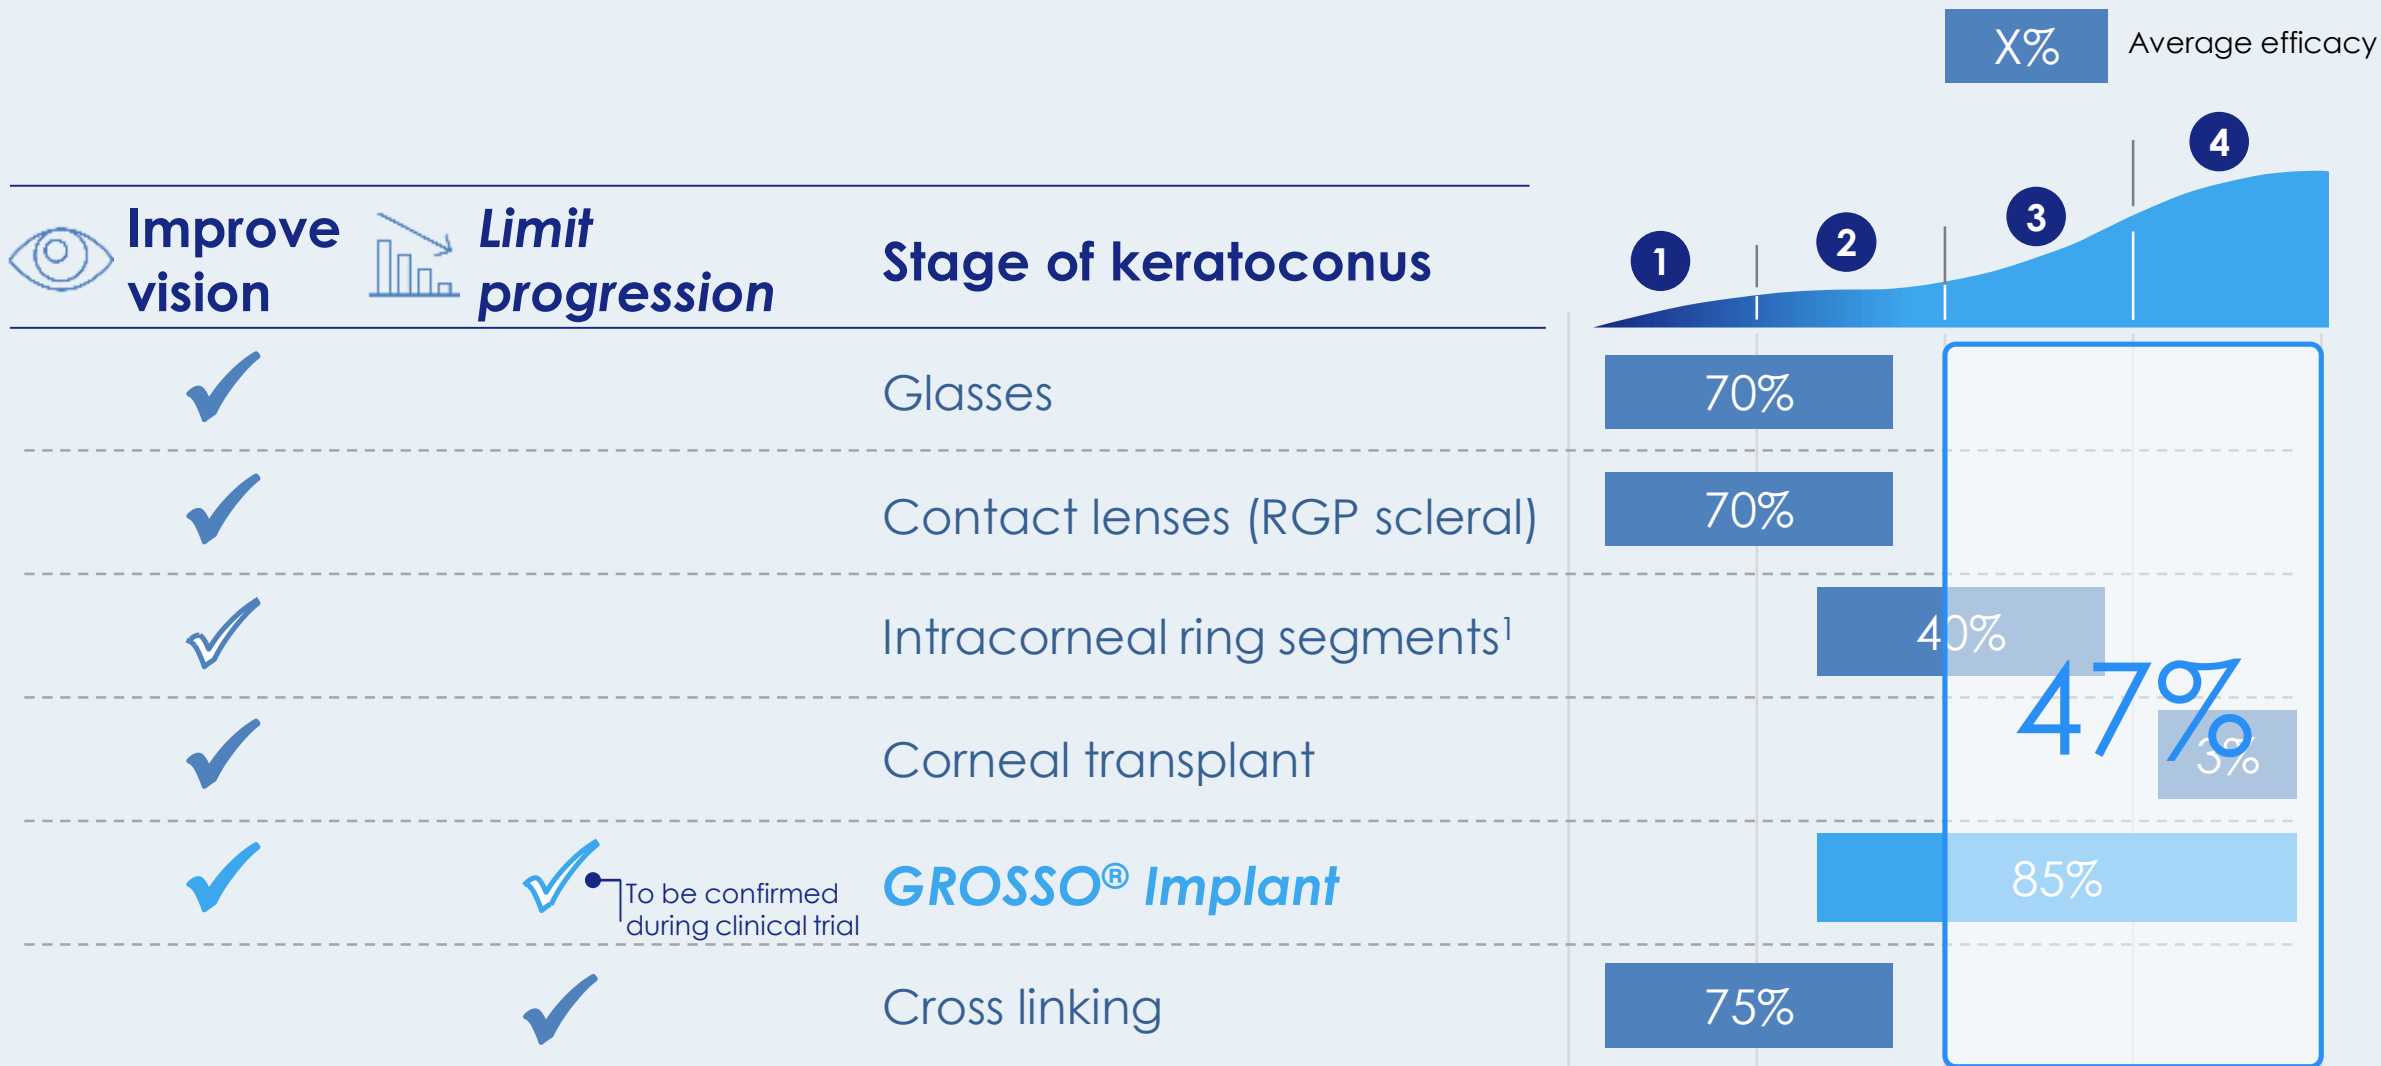 X% Average efficacy
1 2 3 4
Improve vision
Limit progression
Stage of keratoconus
Glasses 70%
Contact lenses (RGP scleral) 70%
Intracorneal ring segments¹ 40%
47%
Corneal transplant 3%
To be confirmed
during clinical trial
GROSSO® Implant 85%
Cross linking 75%